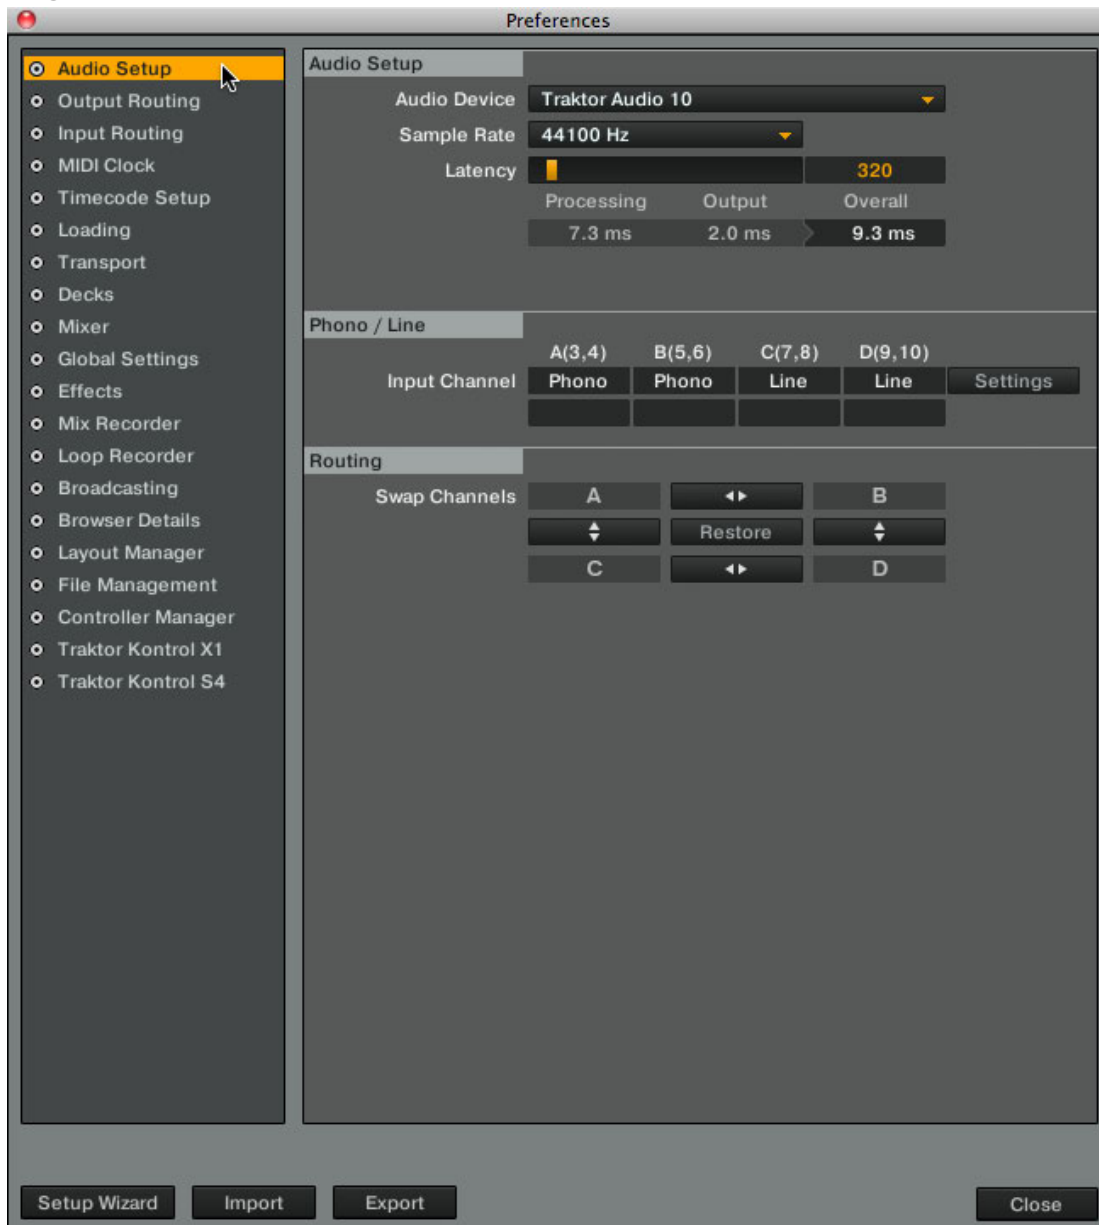 Preferences
Audio Setup
Output Routing
Input Routing
MIDI Clock
Timecode Setup
Loading
Transport
Decks
Mixer
Global Settings
Effects
Mix Recorder
Loop Recorder
Broadcasting
Browser Details
Layout Manager
File Management
Controller Manager
Traktor Kontrol X1
Traktor Kontrol S4
Audio Setup
Audio Device Traktor Audio 10
Sample Rate 44100 Hz
Latency 320
Processing Output Overall
7.3 ms 2.0 ms 9.3 ms
Phono / Line
A(3,4) B(5,6) C(7,8) D(9,10)
Input Channel Phono Phono Line Line Settings
Routing
Swap Channels A B
Restore
C D
Setup Wizard Import Export Close